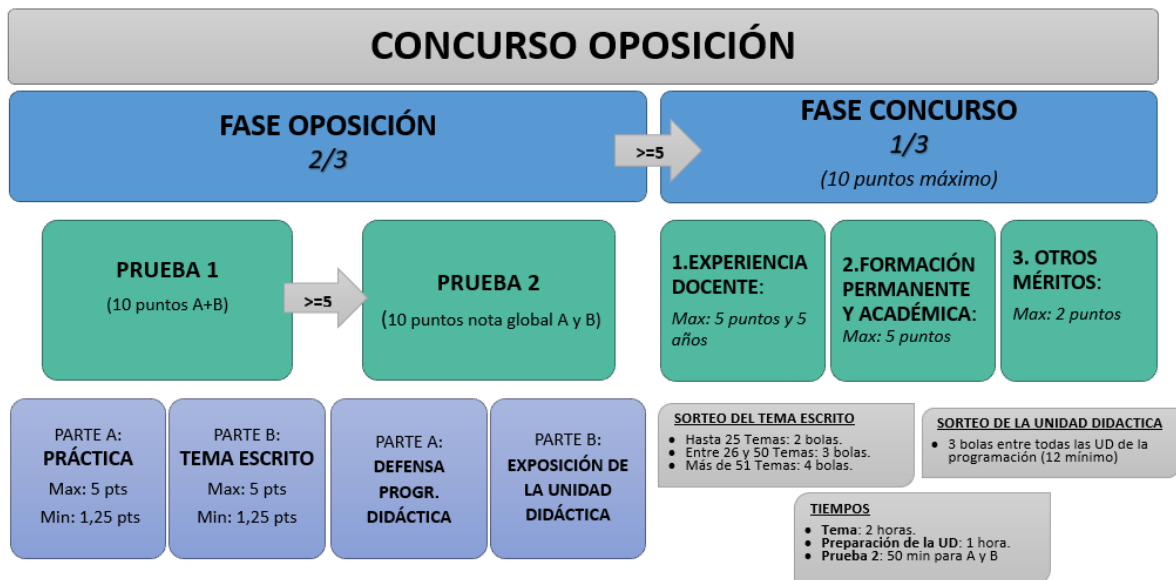 CONCURSO OPOSICIÓN
FASE OPOSICIÓN
2/3
>=5
FASE CONCURSO
1/3
(10 puntos máximo)
PRUEBA 1
(10 puntos A+B)
>=5
PRUEBA 2
(10 puntos nota global A y B)
1.EXPERIENCIA
DOCENTE:
Max: 5 puntos y 5
años
2.FORMACIÓN
PERMANENTE
Y ACADÉMICA:
Max: 5 puntos
3. OTROS
MÉRITOS:
Max: 2 puntos
PARTE A:
PRÁCTICA
Max: 5 pts
Min: 1,25 pts
PARTE B:
TEMA ESCRITO
Max: 5 pts
Min: 1,25 pts
PARTE A:
DEFENSA
PROGR.
DIDÁCTICA
PARTE B:
EXPOSICIÓN DE
LA UNIDAD
DIDÁCTICA
SORTEO DEL TEMA ESCRITO
• Hasta 25 Temas: 2 bolas.
• Entre 26 y 50 Temas: 3 bolas.
• Más de 51 Temas: 4 bolas.
SORTEO DE LA UNIDAD DIDACTICA
• 3 bolas entre todas las UD de la
programación (12 mínimo)
TIEMPOS
• Tema: 2 horas.
• Preparación de la UD: 1 hora.
• Prueba 2: 50 min para A y B